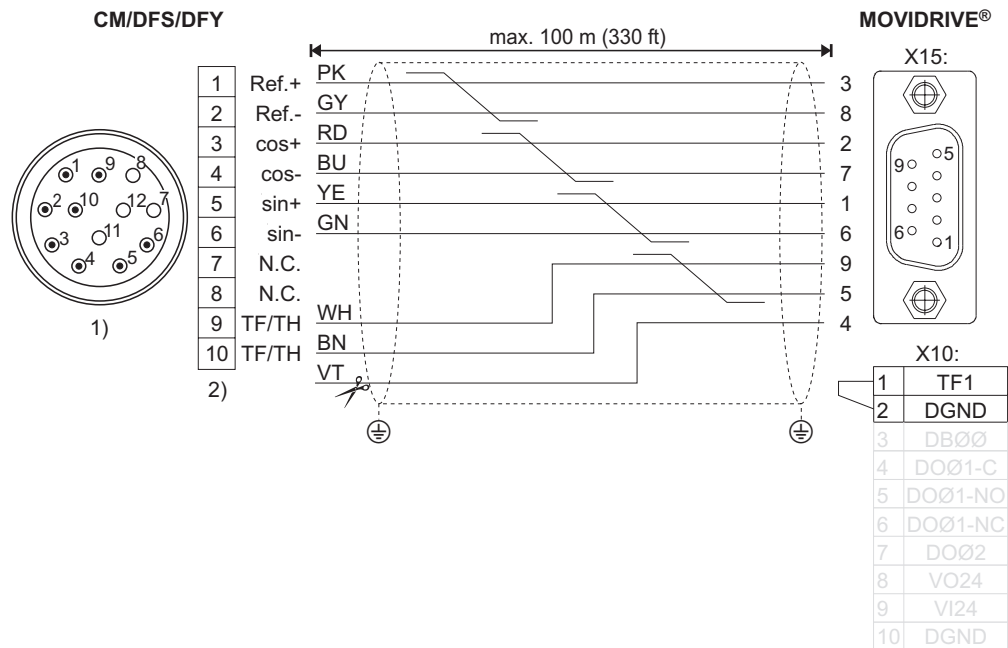 CM/DFS/DFY
MOVIDRIVE®
max. 100 m (330 ft)
X15:
1 Ref.+ PK 3
2 Ref.- GY 8
3 cos+ RD 2
4 cos- BU 7
5 sin+ YE 1
6 sin- GN 6
7 N.C. 9
8 N.C. 5
9 TF/TH WH 4
10 TF/TH BN
VT
1 9 8
2 10 12 7
11
3 6
4 5
1)
2)
9 5
6 1
X10:
1 TF1
2 DGND
3 DBØØ
4 DOØ1-C
5 DOØ1-NO
6 DOØ1-NC
7 DOØ2
8 VO24
9 VI24
10 DGND